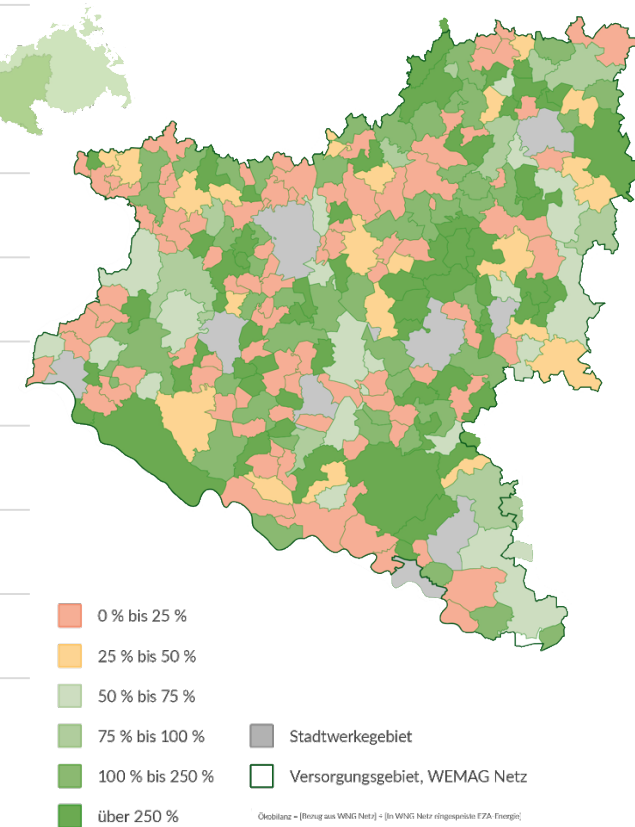 0 % bis 25 %
25 % bis 50 %
50 % bis 75 %
75 % bis 100 %
100 % bis 250 %
über 250 %
Stadtwerkegebiet
Versorgungsgebiet, WEMAG Netz
Ökobilanz = [Bezug aus WNG Netz] ÷ [In WNG Netz eingespeiste EZA-Energie]